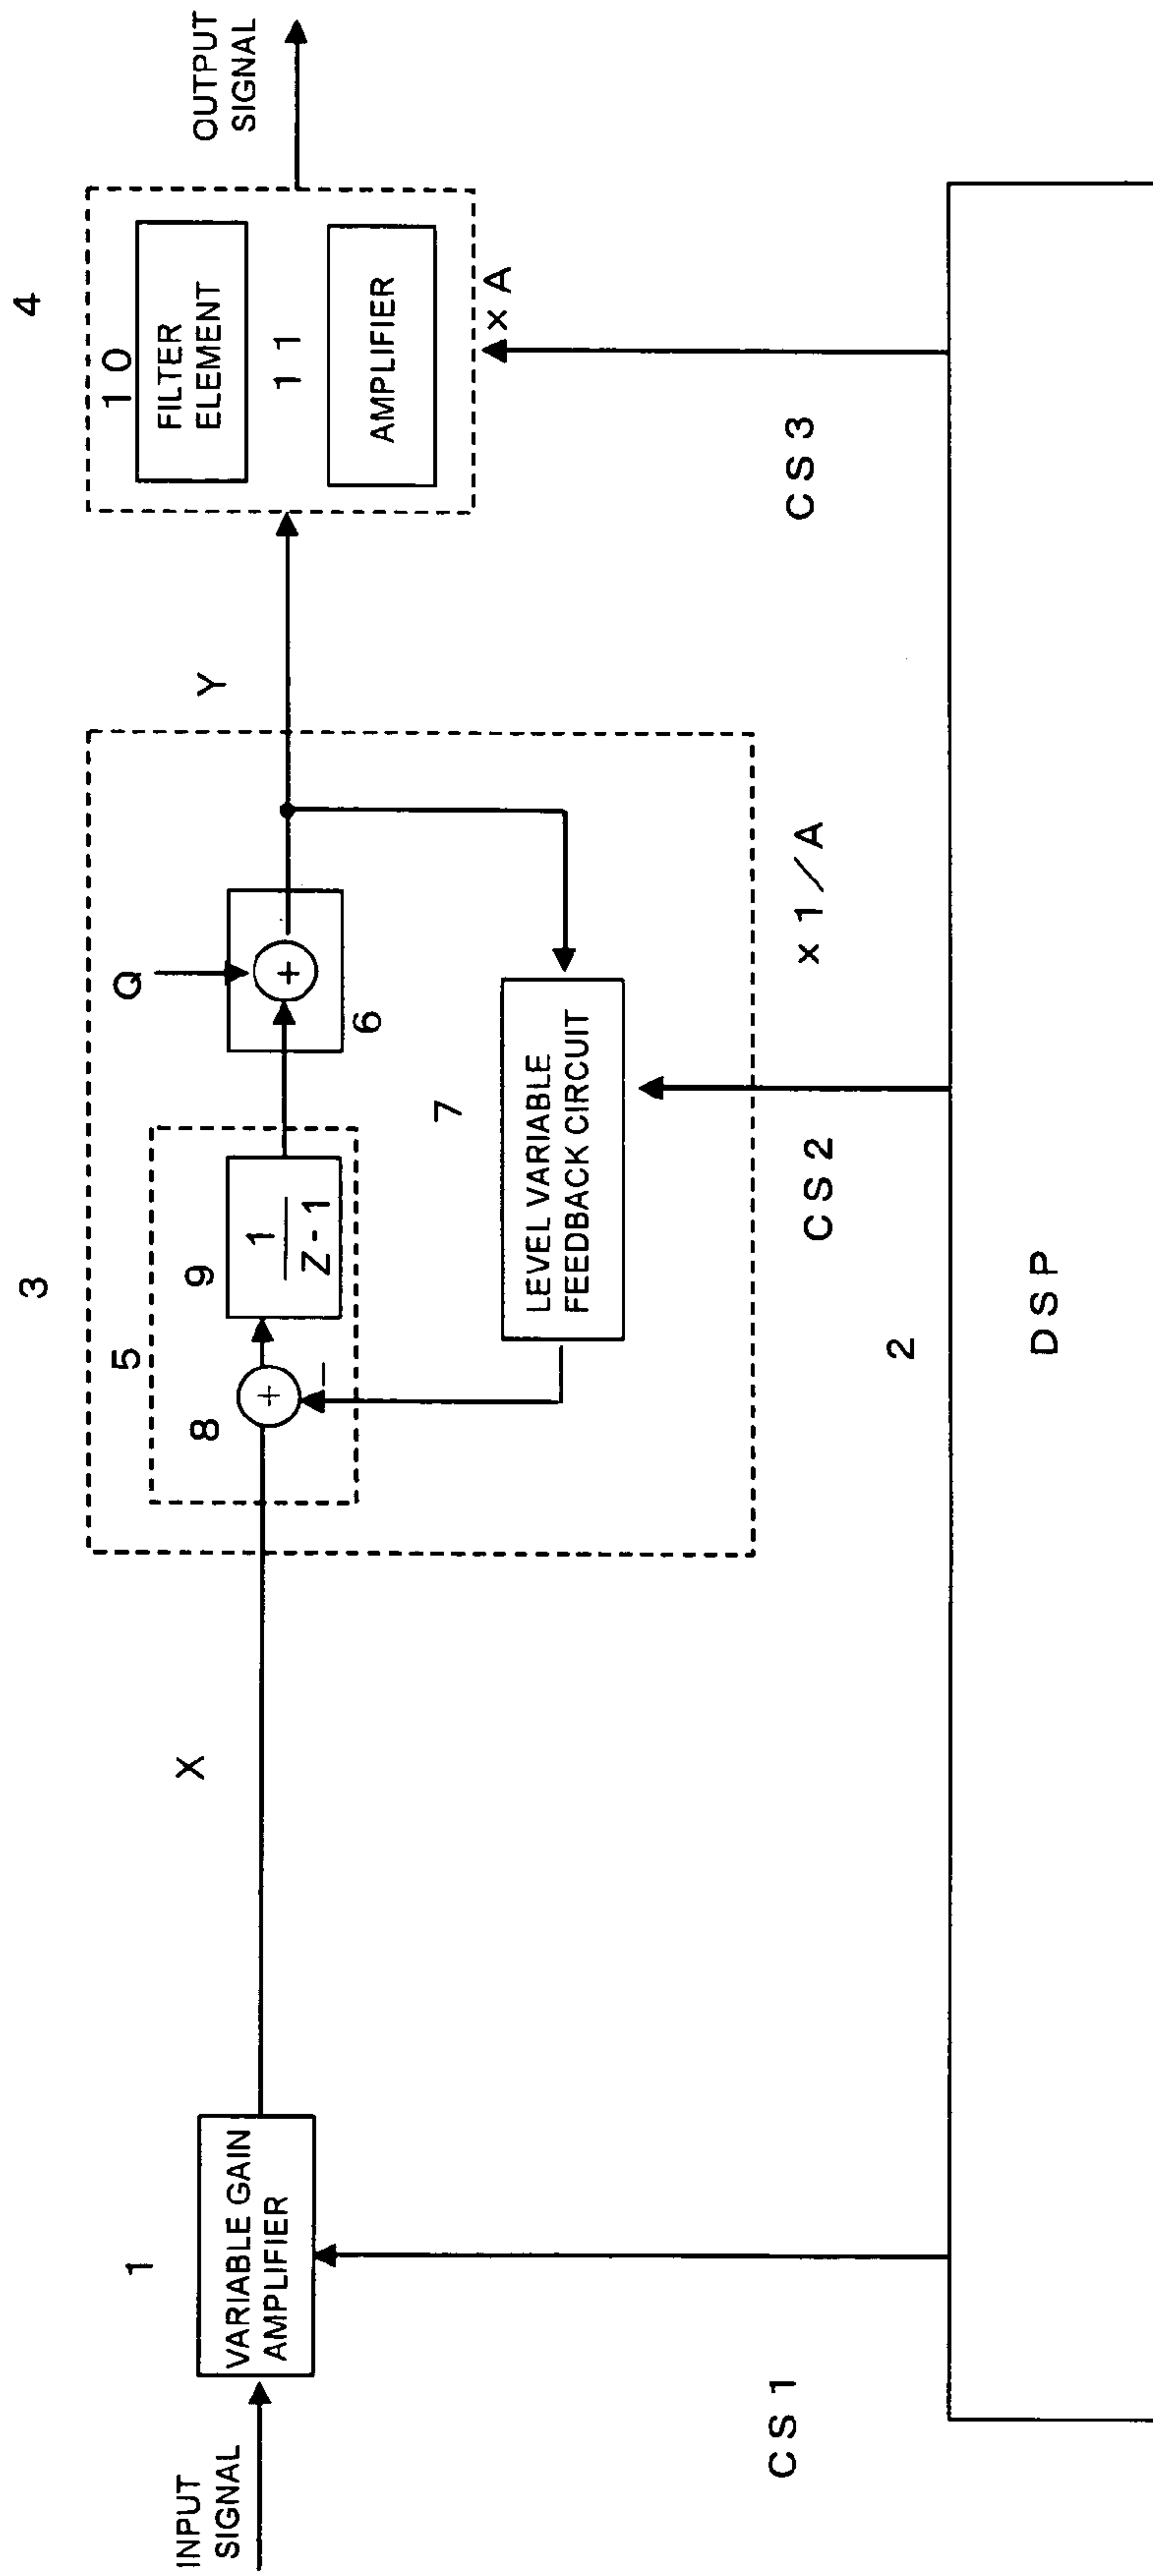 INPUT
SIGNAL
1
VARIABLE GAIN
AMPLIFIER
CS1
X
3
5
8
+
−
9
1
Z-1
Q
+
6
7
LEVEL VARIABLE
FEEDBACK CIRCUIT
CS2
×1/A
Y
4
10
FILTER
ELEMENT
11
AMPLIFIER
×A
CS3
OUTPUT
SIGNAL
2
DSP